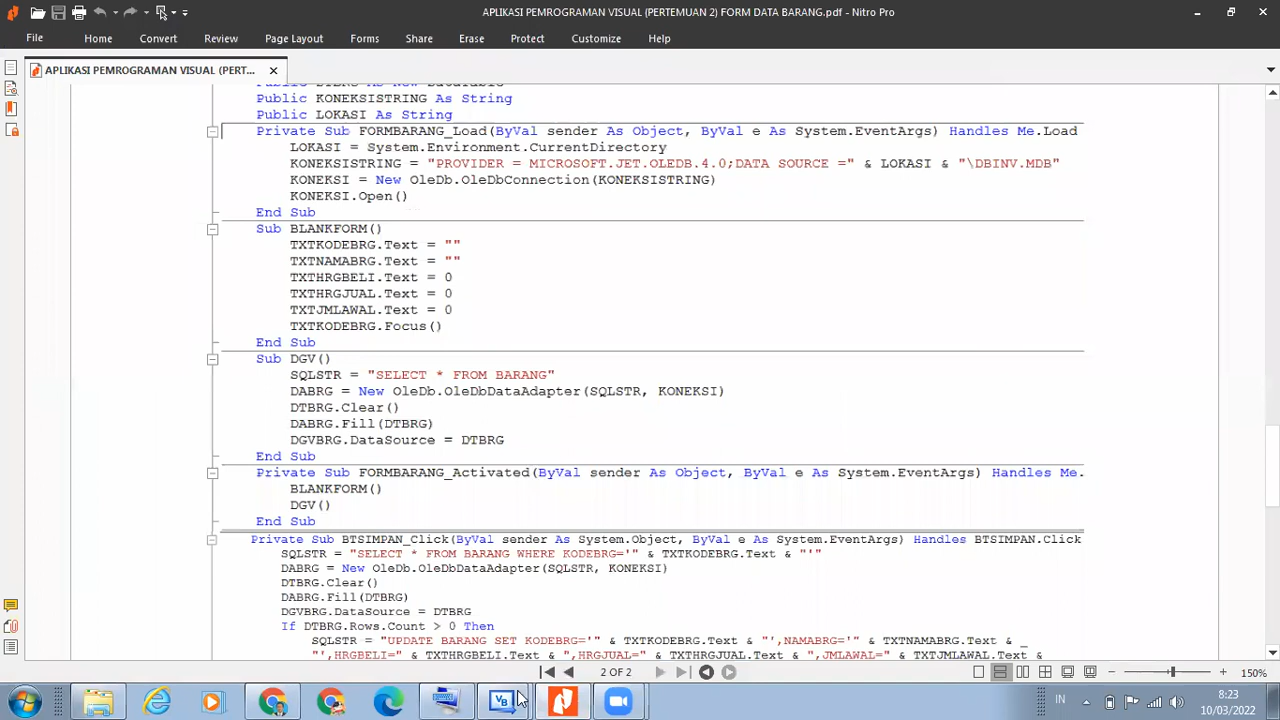 APLIKASI PEMROGRAMAN VISUAL (PERTEMUAN 2) FORM DATA BARANG.pdf - Nitro Pro
File Home Convert Review Page Layout Forms Share Erase Protect Customize Help
APLIKASI PEMROGRAMAN VISUAL (PERT...
Public KONEKSISTRING As String
Public LOKASI As String
Private Sub FORMBARANG_Load(ByVal sender As Object, ByVal e As System.EventArgs) Handles Me.Load
LOKASI = System.Environment.CurrentDirectory
KONEKSISTRING = "PROVIDER = MICROSOFT.JET.OLEDB.4.0;DATA SOURCE =" & LOKASI & "\DBINV.MDB"
KONEKSI = New OleDb.OleDbConnection(KONEKSISTRING)
KONEKSI.Open()
End Sub
Sub BLANKFORM()
TXTKODEBRG.Text = ""
TXTNAMABRG.Text = ""
TXTHRGBELI.Text = 0
TXTHRGJUAL.Text = 0
TXTJMLAWAL.Text = 0
TXTKODEBRG.Focus()
End Sub
Sub DGV()
SQLSTR = "SELECT * FROM BARANG"
DABRG = New OleDb.OleDbDataAdapter(SQLSTR, KONEKSI)
DTBRG.Clear()
DABRG.Fill(DTBRG)
DGVBRG.DataSource = DTBRG
End Sub
Private Sub FORMBARANG_Activated(ByVal sender As Object, ByVal e As System.EventArgs) Handles Me.
BLANKFORM()
DGV()
End Sub
Private Sub BTSIMPAN_Click(ByVal sender As System.Object, ByVal e As System.EventArgs) Handles BTSIMPAN.Click
SQLSTR = "SELECT * FROM BARANG WHERE KODEBRG='" & TXTKODEBRG.Text & "'"
DABRG = New OleDb.OleDbDataAdapter(SQLSTR, KONEKSI)
DTBRG.Clear()
DABRG.Fill(DTBRG)
DGVBRG.DataSource = DTBRG
If DTBRG.Rows.Count > 0 Then
SQLSTR = "UPDATE BARANG SET KODEBRG='" & TXTKODEBRG.Text & "',NAMABRG='" & TXTNAMABRG.Text & _
"',HRGBELI=" & TXTHRGBELI.Text & ",HRGJUAL=" & TXTHRGJUAL.Text & ",JMLAWAL=" & TXTJMLAWAL.Text &
2 OF 2
150%
IN
8:23
10/03/2022